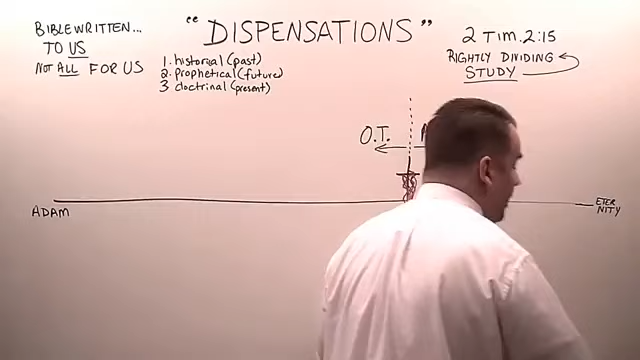 BIBLE WRITTEN...
TO US
NOT ALL FOR US
"DISPENSATIONS"
1. historial (past)
2. prophetical (future)
3 doctrinal (present)
2 TIM. 2:15
RIGHTLY DIVIDING
STUDY
O.T.
ADAM
ETER
NITY